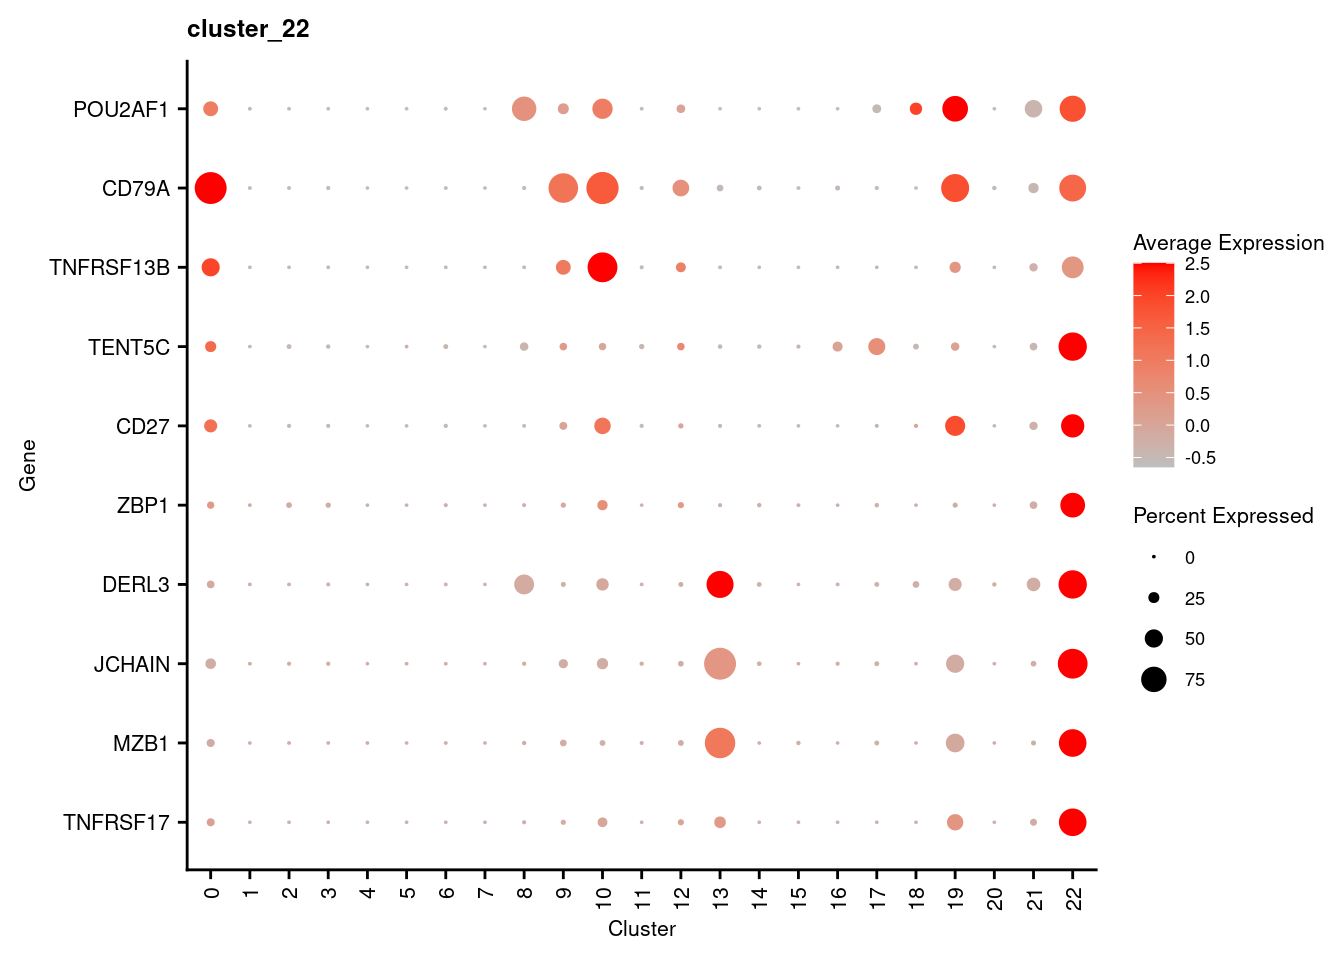 cluster_22
POU2AF1
CD79A
TNFRSF13B
TENT5C
CD27
ZBP1
DERL3
JCHAIN
MZB1
TNFRSF17
Gene
0 1 2 3 4 5 6 7 8 9 10 11 12 13 14 15 16 17 18 19 20 21 22
Cluster
Average Expression
2.5
2.0
1.5
1.0
0.5
0.0
-0.5
Percent Expressed
0
25
50
75